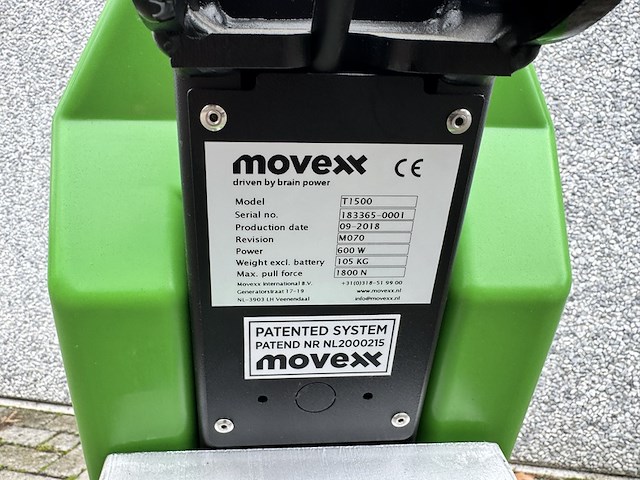 movexx CE
driven by brain power
Model T1500
Serial no. 183365-0001
Production date 09-2018
Revision M070
Power 600 W
Weight excl. battery 105 KG
Max. pull force 1800 N
Movexx International B.V. +31(0)318-51 99 00
Generatorstraat 17-19 www.movexx.nl
NL-3903 LH Veenendaal info@movexx.nl
PATENTED SYSTEM
PATEND NR NL2000215
movexx